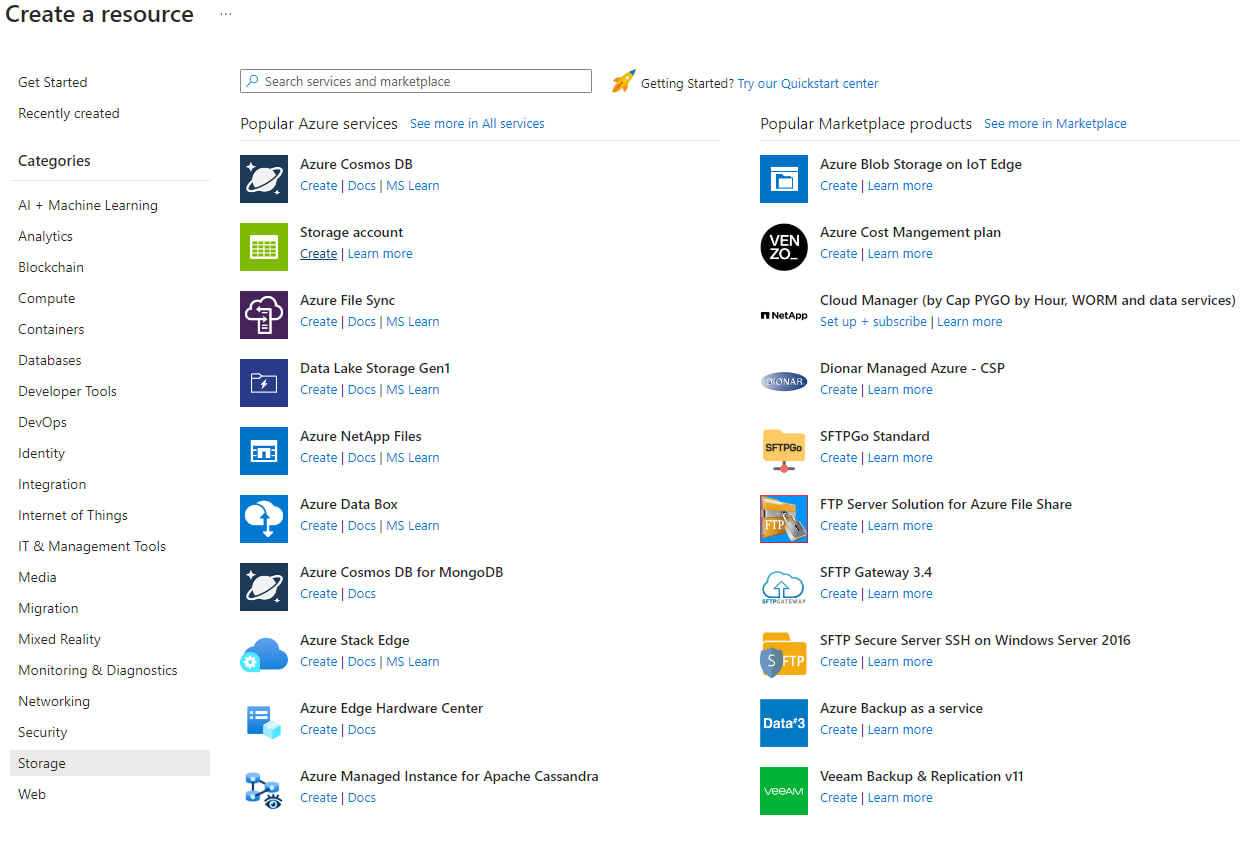 Create a resource ...
Get Started
Recently created
Categories
AI + Machine Learning
Analytics
Blockchain
Compute
Containers
Databases
Developer Tools
DevOps
Identity
Integration
Internet of Things
IT & Management Tools
Media
Migration
Mixed Reality
Monitoring & Diagnostics
Networking
Security
Storage
Web
Search services and marketplace
Getting Started? Try our Quickstart center
Popular Azure services See more in All services
Azure Cosmos DB
Create | Docs | MS Learn
Storage account
Create | Learn more
Azure File Sync
Create | Docs | MS Learn
Data Lake Storage Gen1
Create | Docs | MS Learn
Azure NetApp Files
Create | Docs | MS Learn
Azure Data Box
Create | Docs | MS Learn
Azure Cosmos DB for MongoDB
Create | Docs
Azure Stack Edge
Create | Docs | MS Learn
Azure Edge Hardware Center
Create | Docs
Azure Managed Instance for Apache Cassandra
Create | Docs
Popular Marketplace products See more in Marketplace
Azure Blob Storage on IoT Edge
Create | Learn more
VEN
ZO_
Azure Cost Mangement plan
Create | Learn more
NetApp
Cloud Manager (by Cap PYGO by Hour, WORM and data services)
Set up + subscribe | Learn more
DIONAR
Dionar Managed Azure - CSP
Create | Learn more
SFTPGo
SFTPGo Standard
Create | Learn more
FTP
FTP Server Solution for Azure File Share
Create | Learn more
SFTPGATEWAY
SFTP Gateway 3.4
Create | Learn more
SFTP
SFTP Secure Server SSH on Windows Server 2016
Create | Learn more
Data#3
Azure Backup as a service
Create | Learn more
veeAM
Veeam Backup & Replication v11
Create | Learn more